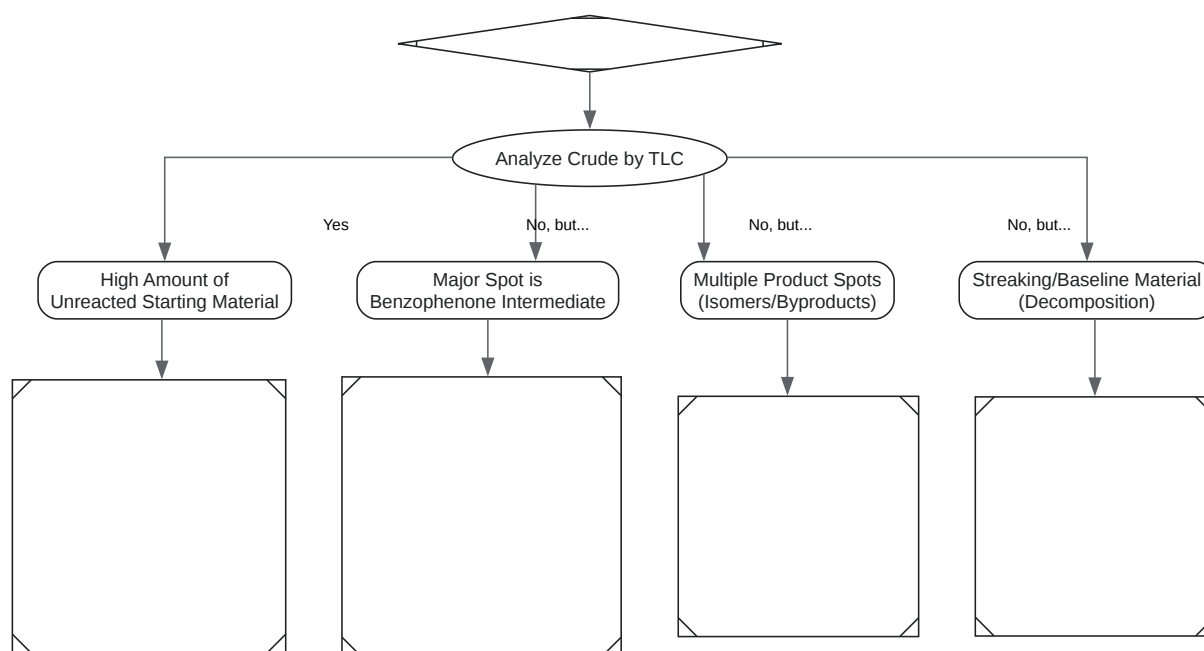 Analyze Crude by TLC
Yes
No, but...
No, but...
No, but...
High Amount of
Unreacted Starting Material
Major Spot is
Benzophenone Intermediate
Multiple Product Spots
(Isomers/Byproducts)
Streaking/Baseline Material
(Decomposition)